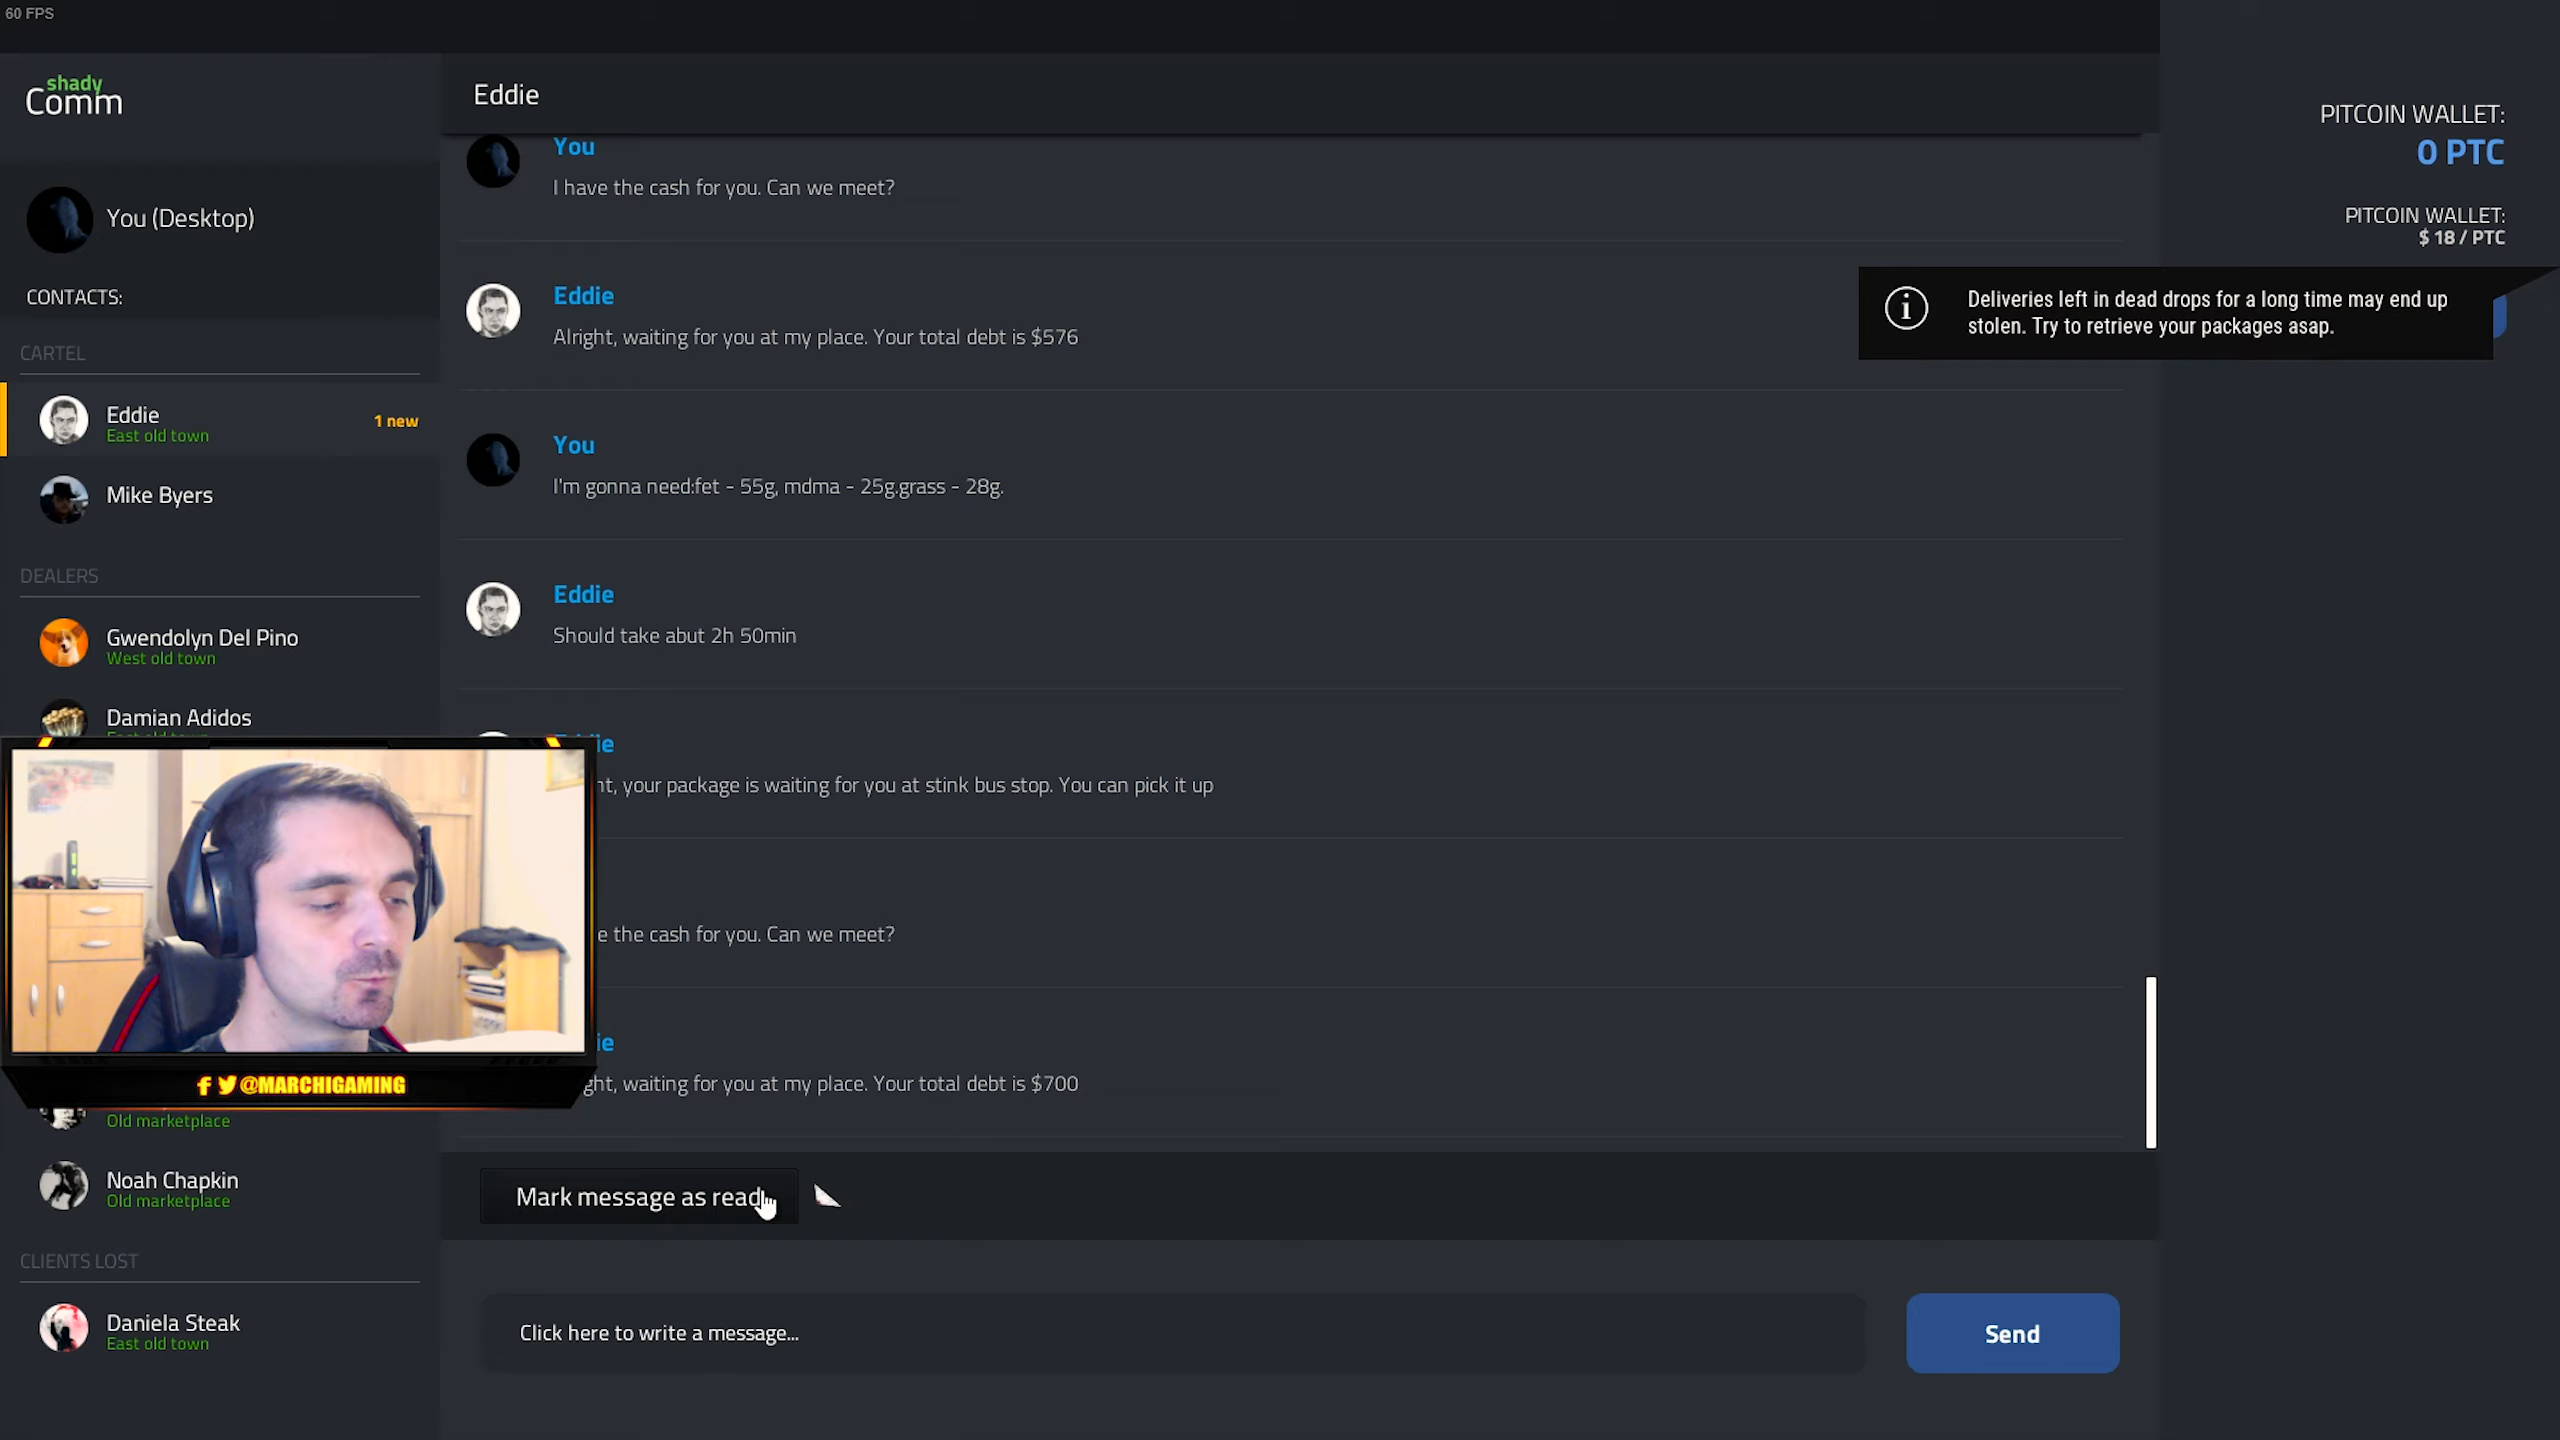 60 FPS
shady
Comm
You (Desktop)
CONTACTS:
CARTEL
Eddie
East old town
1 new
Mike Byers
DEALERS
Gwendolyn Del Pino
West old town
Damian Adidos
Old marketplace
Noah Chapkin
Old marketplace
CLIENTS LOST
Daniela Steak
East old town
@MARCHIGAMING
Eddie
You
I have the cash for you. Can we meet?
Eddie
Alright, waiting for you at my place. Your total debt is $576
You
I'm gonna need:fet - 55g, mdma - 25g.grass - 28g.
Eddie
Should take abut 2h 50min
ie
ht, your package is waiting for you at stink bus stop. You can pick it up
e the cash for you. Can we meet?
ie
ght, waiting for you at my place. Your total debt is $700
Mark message as read
Click here to write a message...
Send
PITCOIN WALLET:
0 PTC
PITCOIN WALLET:
$ 18 / PTC
Deliveries left in dead drops for a long time may end up
stolen. Try to retrieve your packages asap.